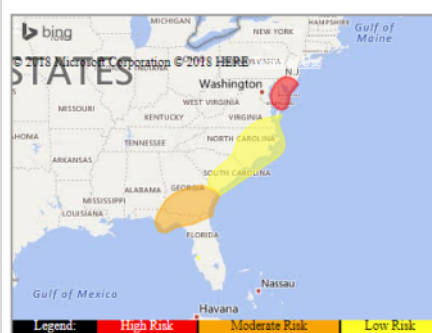 bing
MICHIGAN
NEW YORK
HAMPSHIRE
Gulf of
Maine
© 2018 Microsoft Corporation © 2018 HERE
STATES
INDIANA
N.J.
Washington
MISSOURI
WEST VIRGINIA
KENTUCKY
VIRGINIA
TENNESSEE
NORTH CAROLINA
AHOMA
ARKANSAS
SOUTH CAROLINA
ALABAMA
GEORGIA
MISSISSIPPI
LOUISIANA
FLORIDA
Gulf of Mexico
Nassau
Havana
Legend: High Risk Moderate Risk Low Risk